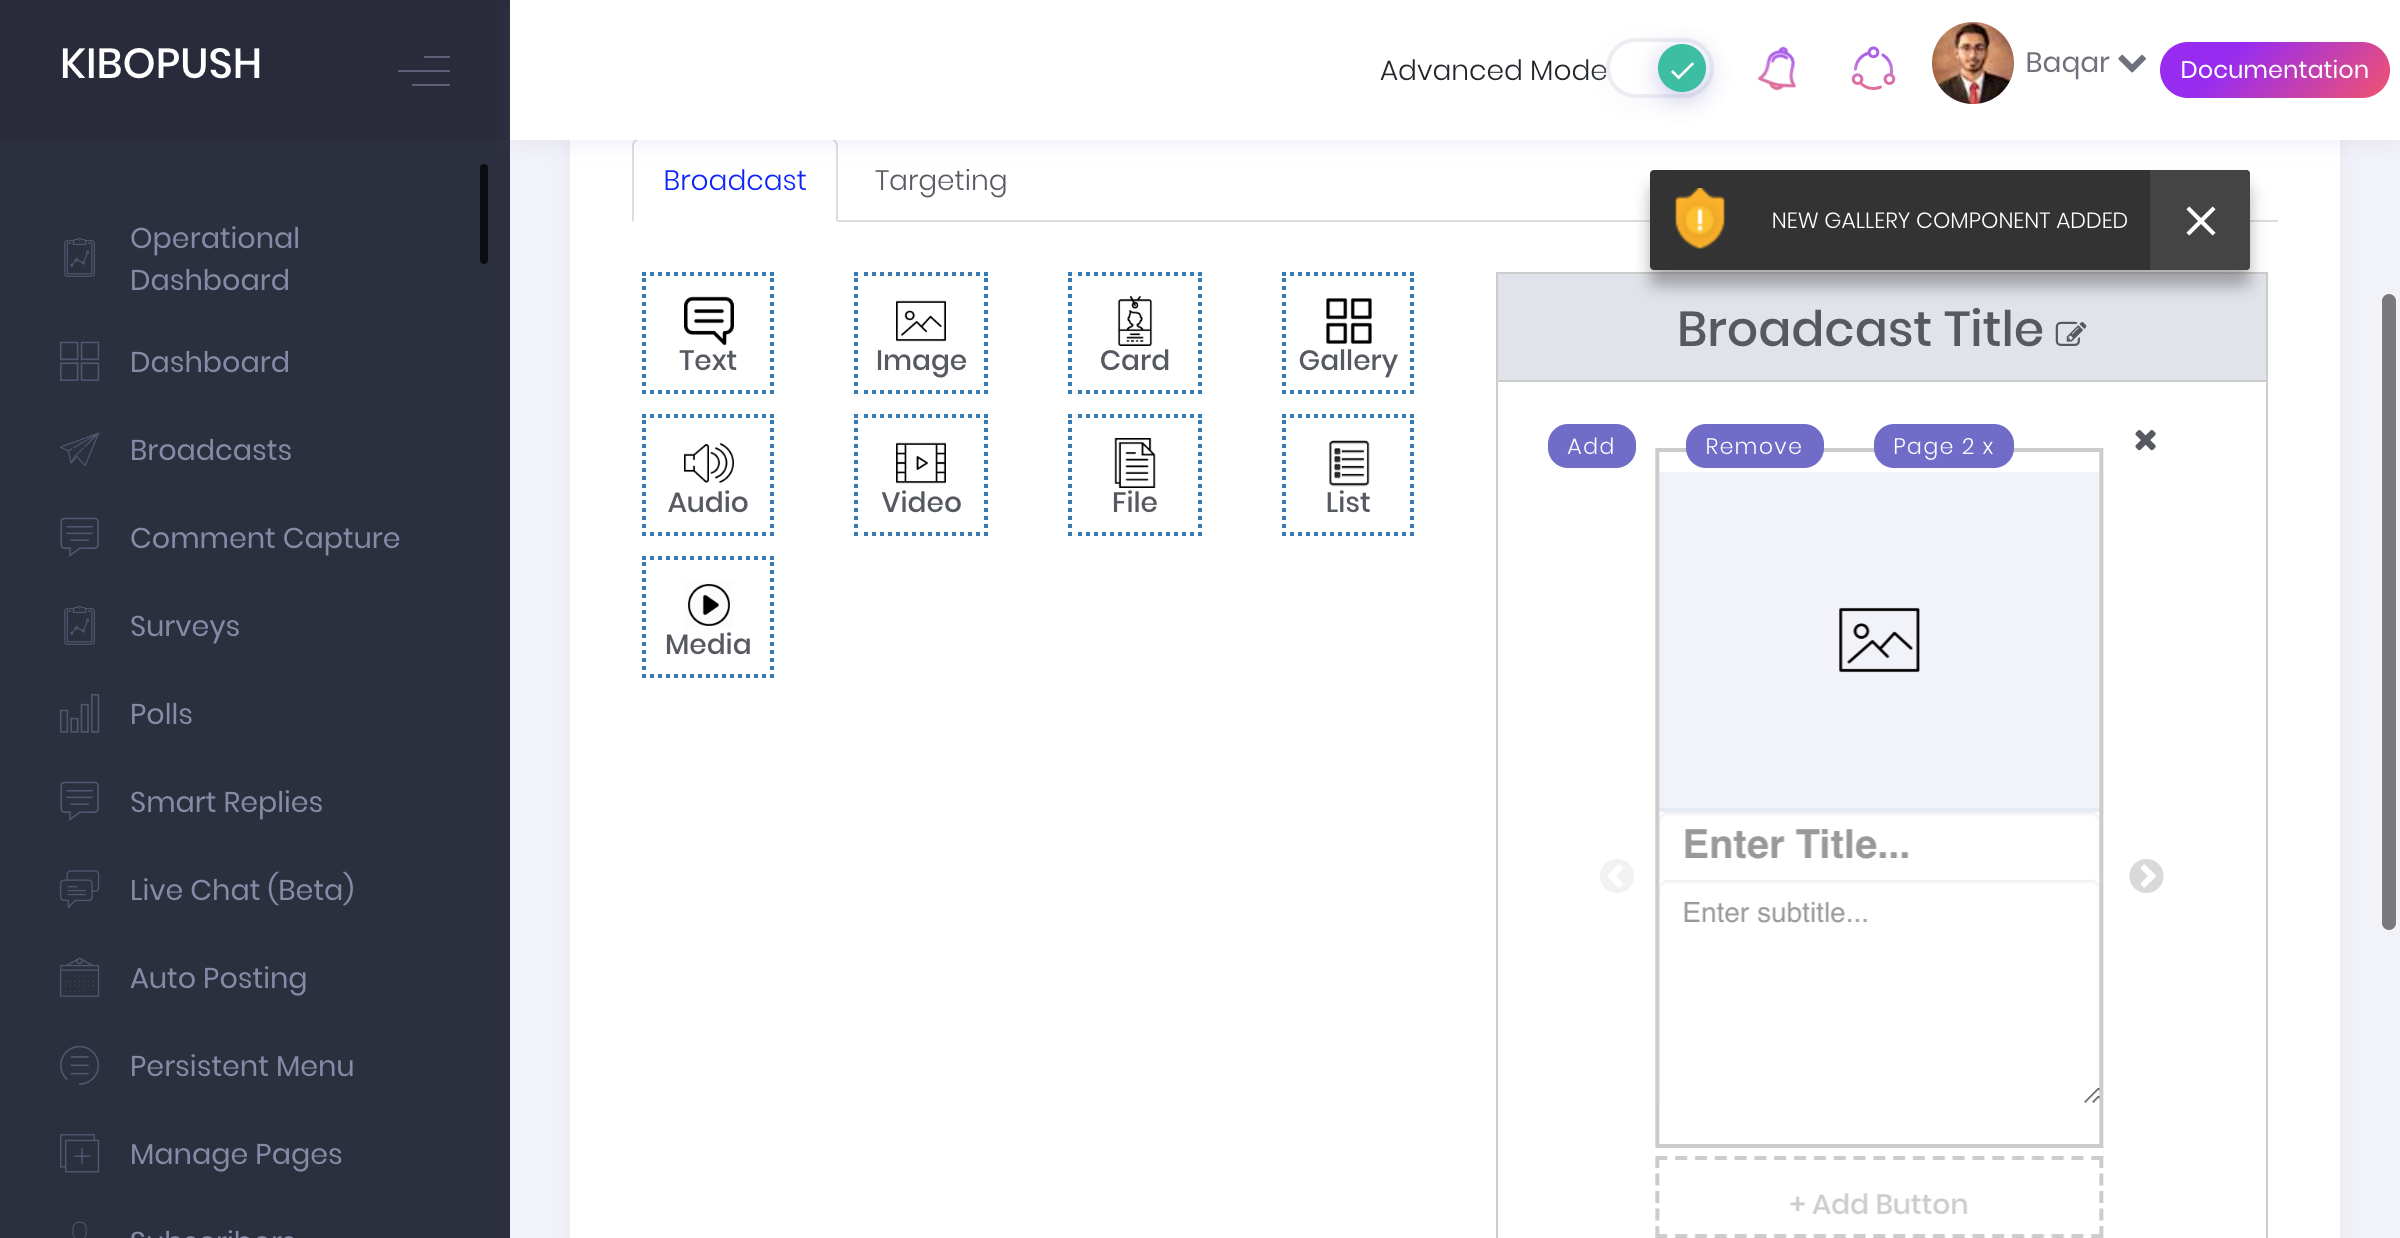 KIBOPUSH
Advanced Mode
Baqar
Documentation
Operational
Dashboard
Dashboard
Broadcasts
Comment Capture
Surveys
Polls
Smart Replies
Live Chat (Beta)
Auto Posting
Persistent Menu
Manage Pages
Subscribers
Broadcast
Targeting
NEW GALLERY COMPONENT ADDED
Text
Image
Card
Gallery
Audio
Video
File
List
Media
Broadcast Title
Add
Remove
Page 2 x
Enter Title...
Enter subtitle...
+ Add Button